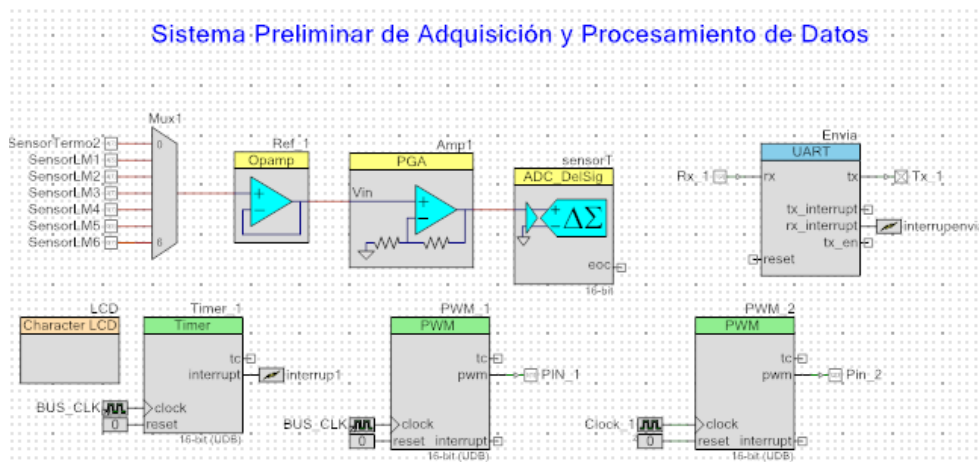 Sistema Preliminar de Adquisición y Procesamiento de Datos
Mux1
SensorTermo2
SensorLM1
SensorLM2
SensorLM3
SensorLM4
SensorLM5
SensorLM6
0
6
Ref_1
Opamp
Amp1
PGA
Vin
sensorT
ADC_DelSig
ΔΣ
eoc
16-bit
Envia
UART
Rx_1
rx
tx
Tx_1
tx_interrupt
rx_interrupt
interrupenvia
tx_en
reset
LCD
Character LCD
Timer_1
Timer
tc
interrupt
interrup1
BUS_CLK
clock
0
reset
16-bit (UDB)
PWM_1
PWM
tc
pwm
PIN_1
BUS_CLK
clock
0
reset
interrupt
16-bit (UDB)
PWM_2
PWM
tc
pwm
Pin_2
Clock_1
clock
0
reset
interrupt
16-bit (UDB)